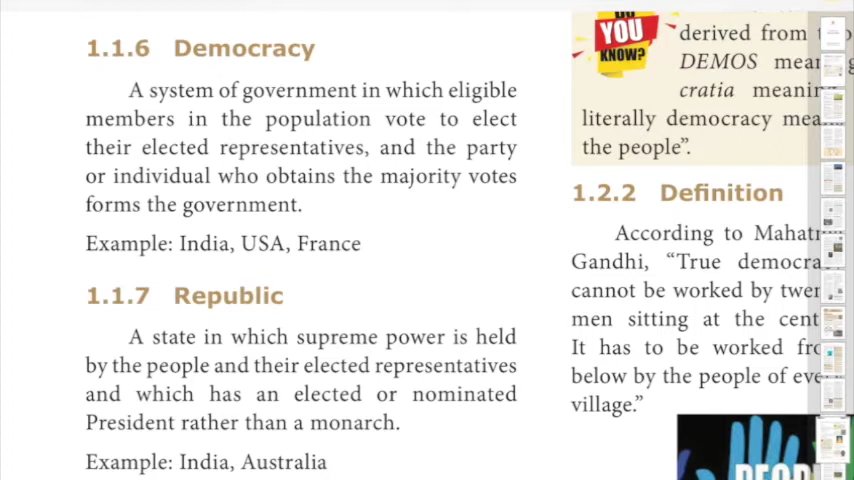 1.1.6 Democracy
A system of government in which eligible
members in the population vote to elect
their elected representatives, and the party
or individual who obtains the majority votes
forms the government.
Example: India, USA, France
1.1.7 Republic
A state in which supreme power is held
by the people and their elected representatives
and which has an elected or nominated
President rather than a monarch.
Example: India, Australia
YOU
KNOW?
derived from
DEMOS
cratia
literally democracy
the people”.
1.2.2 Definition
According to
Gandhi, “True
cannot be worked by
men sitting at the
It has to be worked
below by the people of
village.”